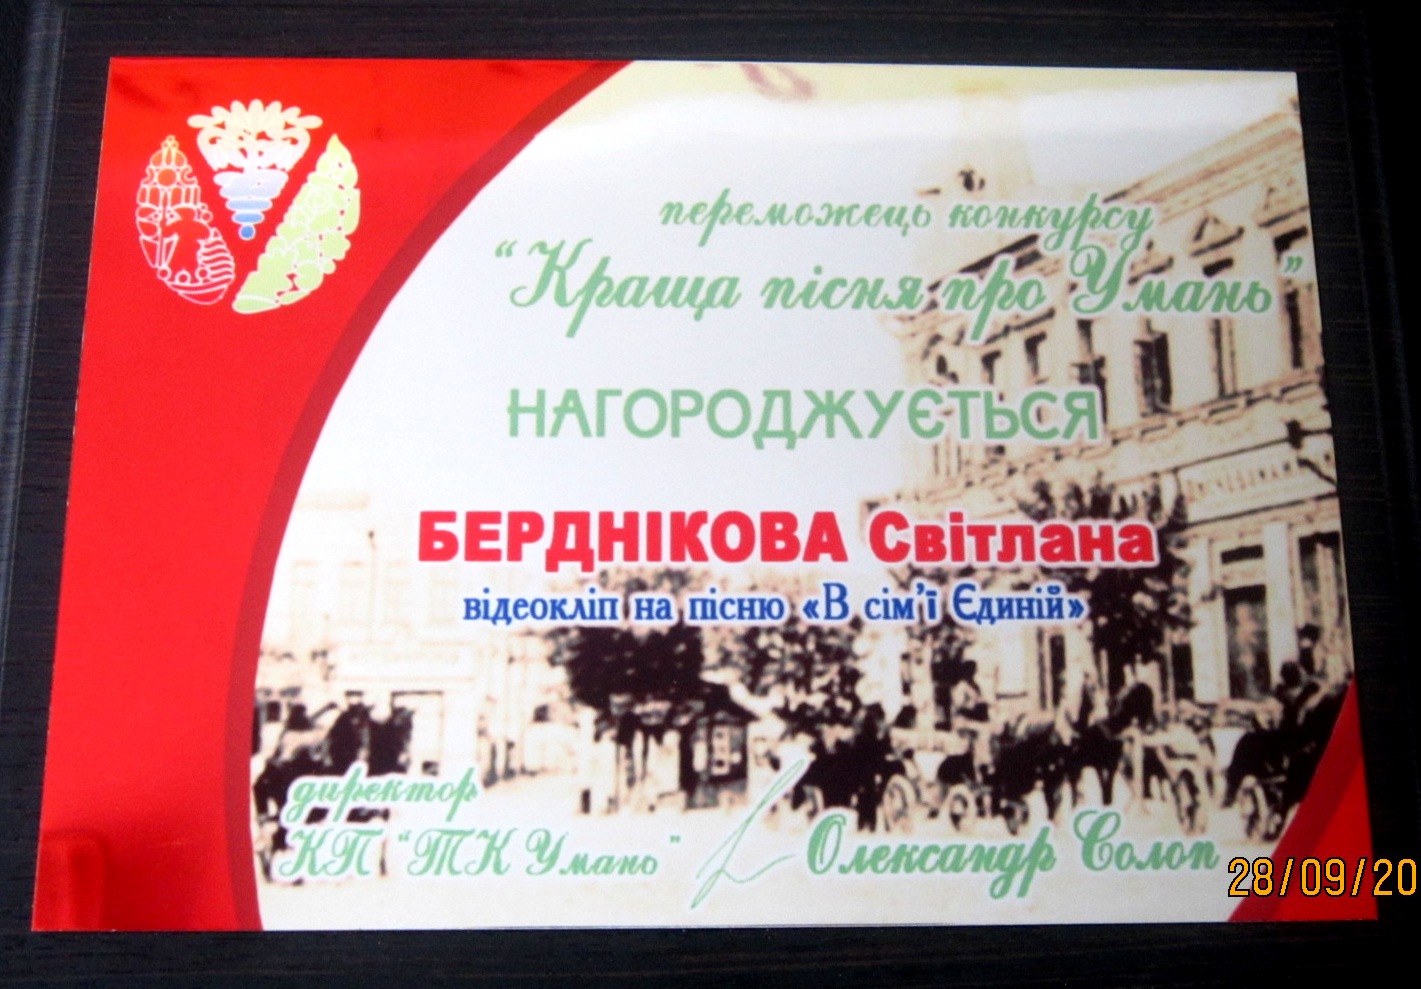 переможець конкурсу
“Краща пісня про Умань”
НАГОРОДЖУЄТЬСЯ
БЕРДНІКОВА Світлана
відеокліп на пісню «В сім’ї Єдиній»
директор
КП “ТК Умань” Олександр Солоп
28/09/20